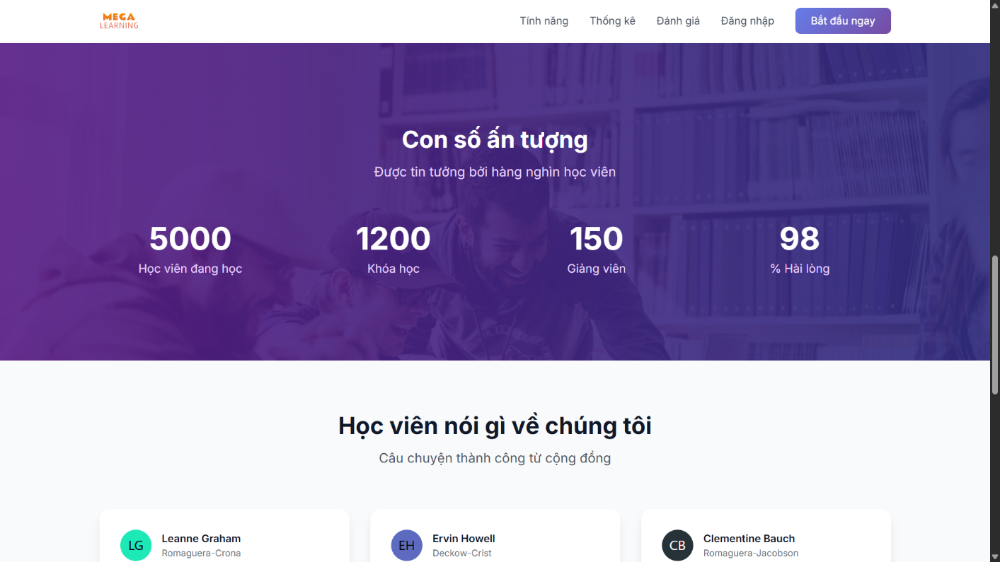 MEGA
LEARNING
Tính năng
Thống kê
Đánh giá
Đăng nhập
Bắt đầu ngay
Con số ấn tượng
Được tin tưởng bởi hàng nghìn học viên
5000
Học viên đang học
1200
Khóa học
150
Giảng viên
98
% Hài lòng
Học viên nói gì về chúng tôi
Câu chuyện thành công từ cộng đồng
LG
Leanne Graham
Romaguera-Crona
EH
Ervin Howell
Deckow-Crist
CB
Clementine Bauch
Romaguera-Jacobson